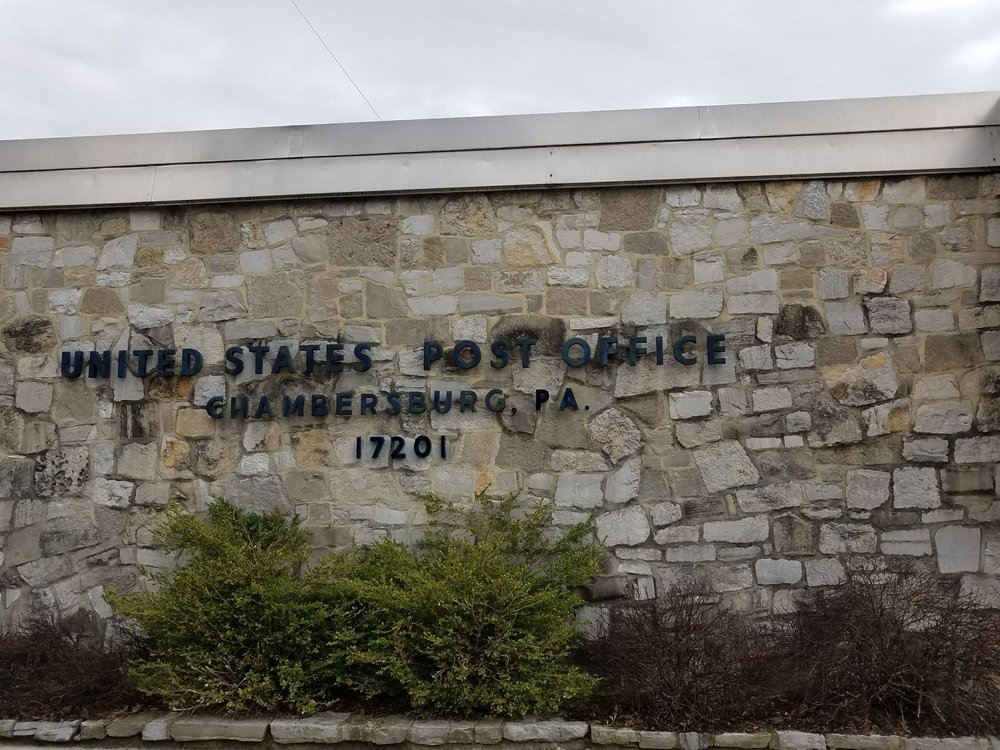 UNITED STATES POST OFFICE
CHAMBERSBURG, PA.
17201